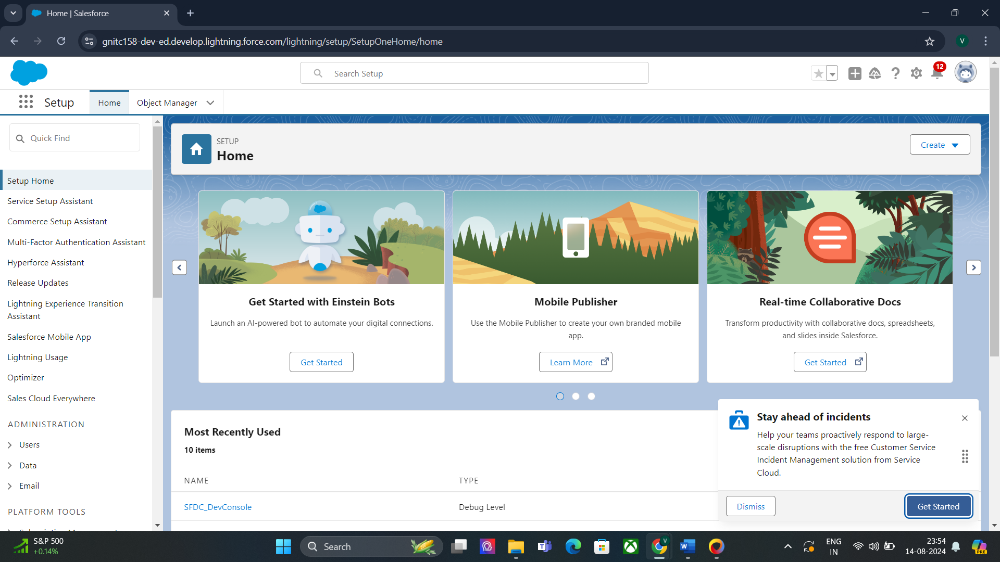 Home | Salesforce
gnitc158-dev-ed.develop.lightning.force.com/lightning/setup/SetupOneHome/home
V
Search Setup
12
Setup
Home
Object Manager
Quick Find
Setup Home
Service Setup Assistant
Commerce Setup Assistant
Multi-Factor Authentication Assistant
Hyperforce Assistant
Release Updates
Lightning Experience Transition
Assistant
Salesforce Mobile App
Lightning Usage
Optimizer
Sales Cloud Everywhere
ADMINISTRATION
Users
Data
Email
PLATFORM TOOLS
SETUP
Home
Create
Get Started with Einstein Bots
Launch an AI-powered bot to automate your digital connections.
Get Started
Mobile Publisher
Use the Mobile Publisher to create your own branded mobile
app.
Learn More
Real-time Collaborative Docs
Transform productivity with collaborative docs, spreadsheets,
and slides inside Salesforce.
Get Started
Most Recently Used
10 items
NAME
TYPE
SFDC_DevConsole
Debug Level
Stay ahead of incidents
Help your teams proactively respond to large-
scale disruptions with the free Customer Service
Incident Management solution from Service
Cloud.
Dismiss
Get Started
S&P 500
+0.14%
Search
V
ENG
IN
23:54
14-08-2024
PRE